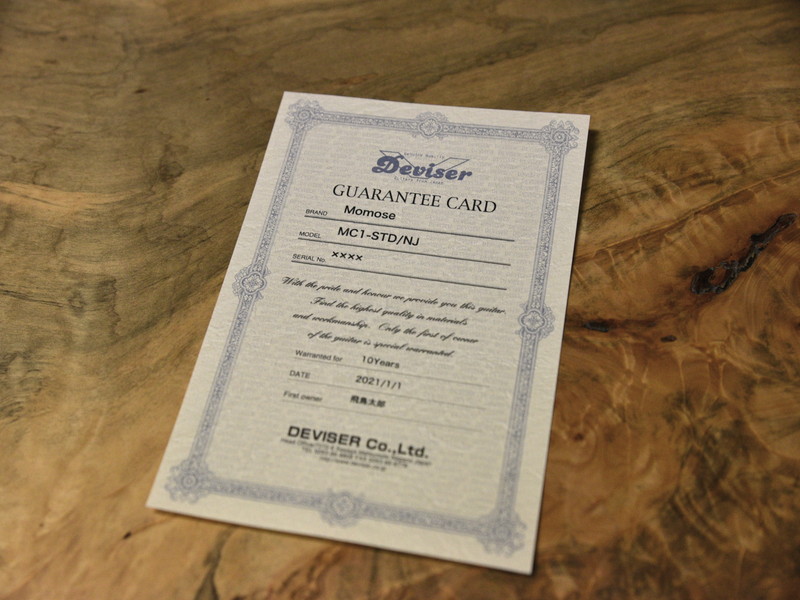 Deviser
GUARANTEE CARD
BRAND Momose
MODEL MC1-STD/NJ
SERIAL No. ××××
With the pride and honour we provide you this guitar.
Find the highest quality in materials
and workmanship. Only the first of owner
of the guitar is special warranted.
Warranted for 10Years
DATE 2021/1/1
First owner 飛鳥太郎
DEVISER Co.,Ltd.